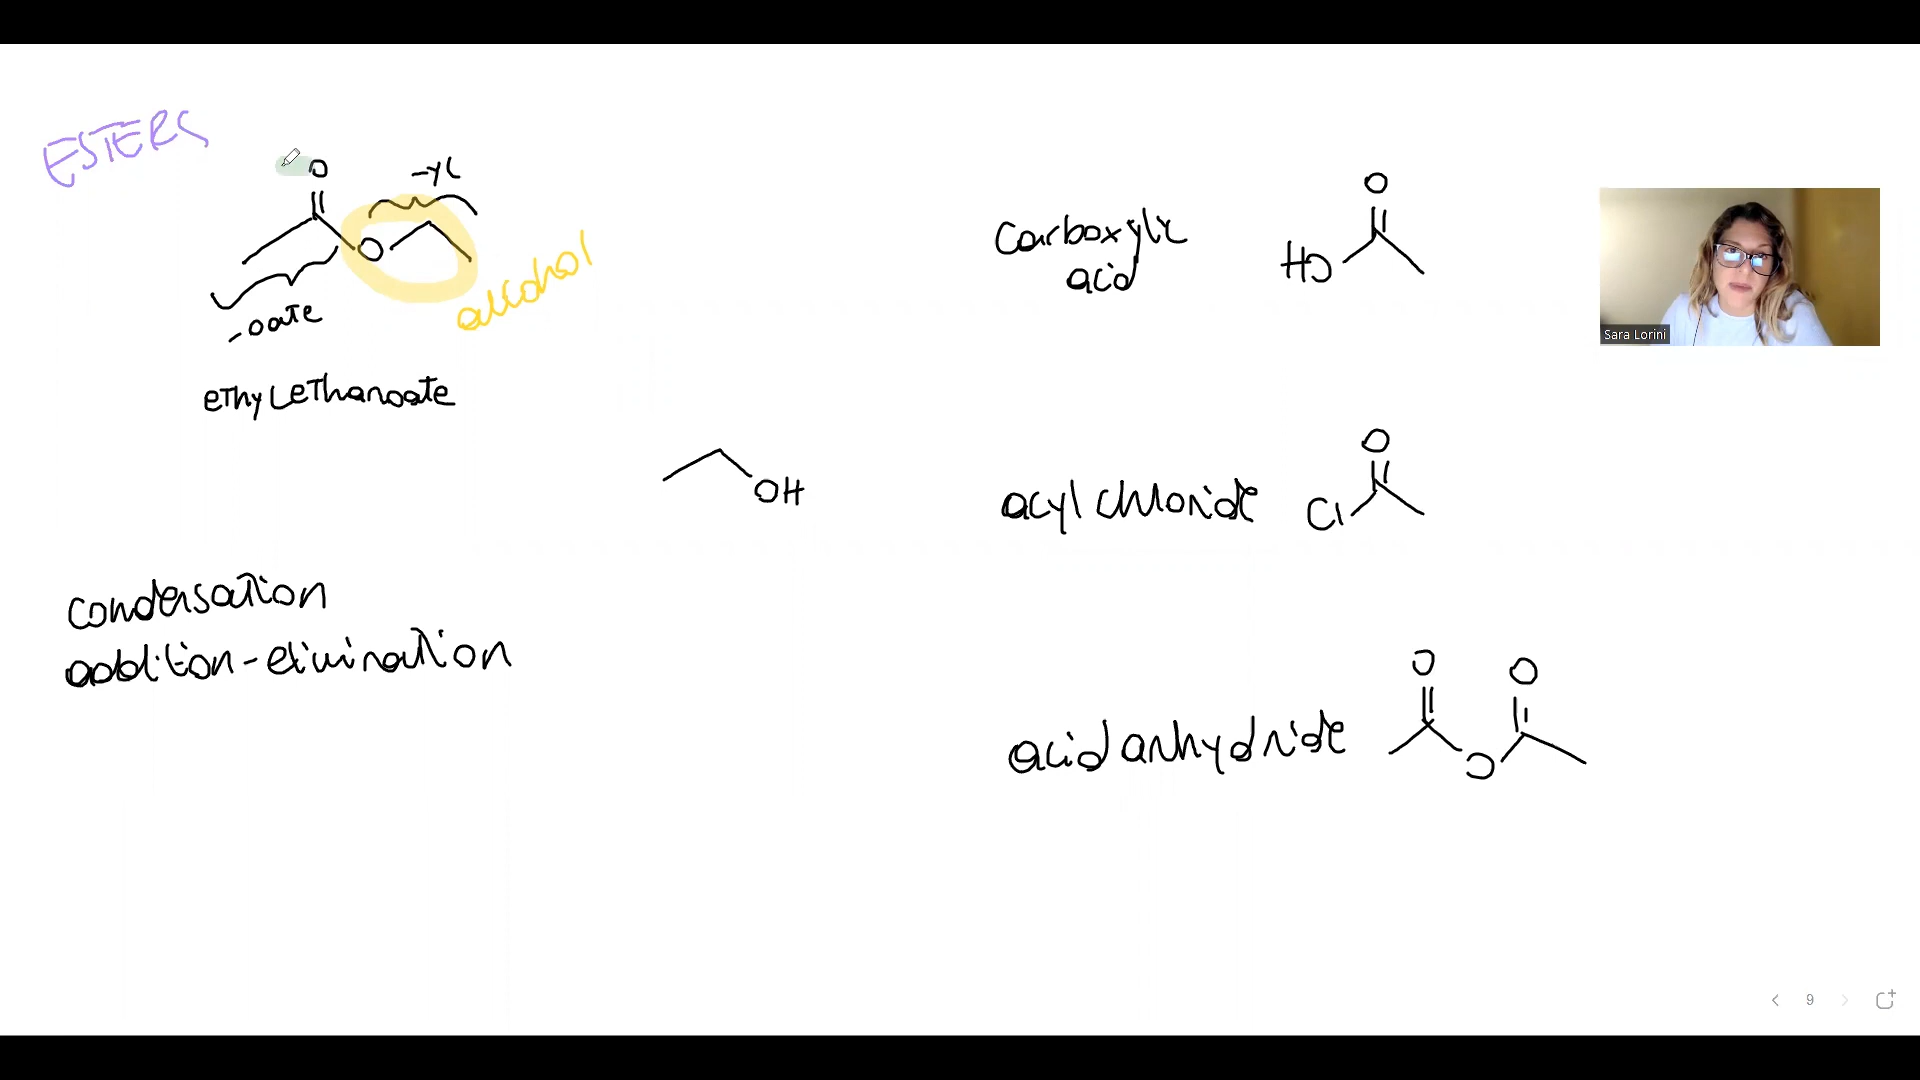 ESTERS
O
-yl
O
-oate
alcohol
ethylethanoate
OH
condensation
addition-elimination
O
carboxylic
acid
HO
O
acyl chloride
Cl
O
O
acid anhydride
O
Sara Lorini
9